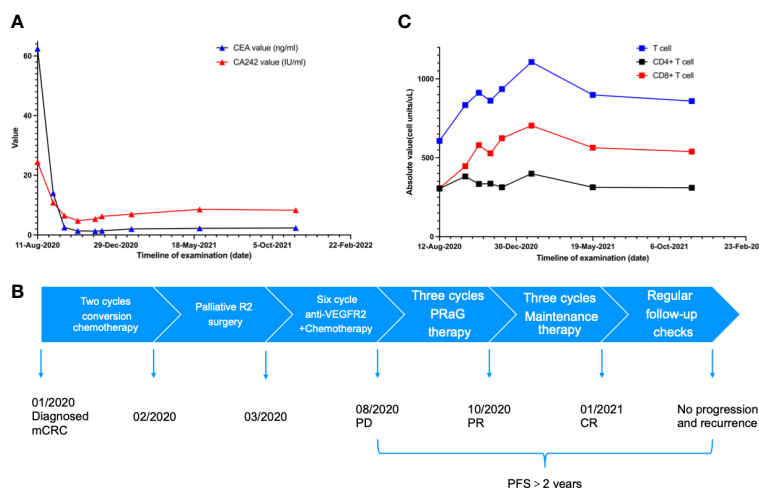 A
CEA value (ng/ml)
CA242 value (IU/ml)
Value
60
40
20
0
11-Aug-2020
29-Dec-2020
18-May-2021
5-Oct-2021
22-Feb-2022
Timeline of examination (date)
C
T cell
CD4+ T cell
CD8+ T cell
Absolute value(cell units/uL)
1000
500
0
12-Aug-2020
30-Dec-2020
19-May-2021
6-Oct-2021
23-Feb-2022
Timeline of examination (date)
B
Two cycles
conversion
chemotherapy
Palliative R2
surgery
Six cycle
anti-VEGFR2
+Chemotherapy
Three cycles
PRaG
therapy
Three cycles
Maintenance
therapy
Regular
follow-up
checks
01/2020
Diagnosed
mCRC
02/2020
03/2020
08/2020
PD
10/2020
PR
01/2021
CR
No progression
and recurrence
PFS > 2 years